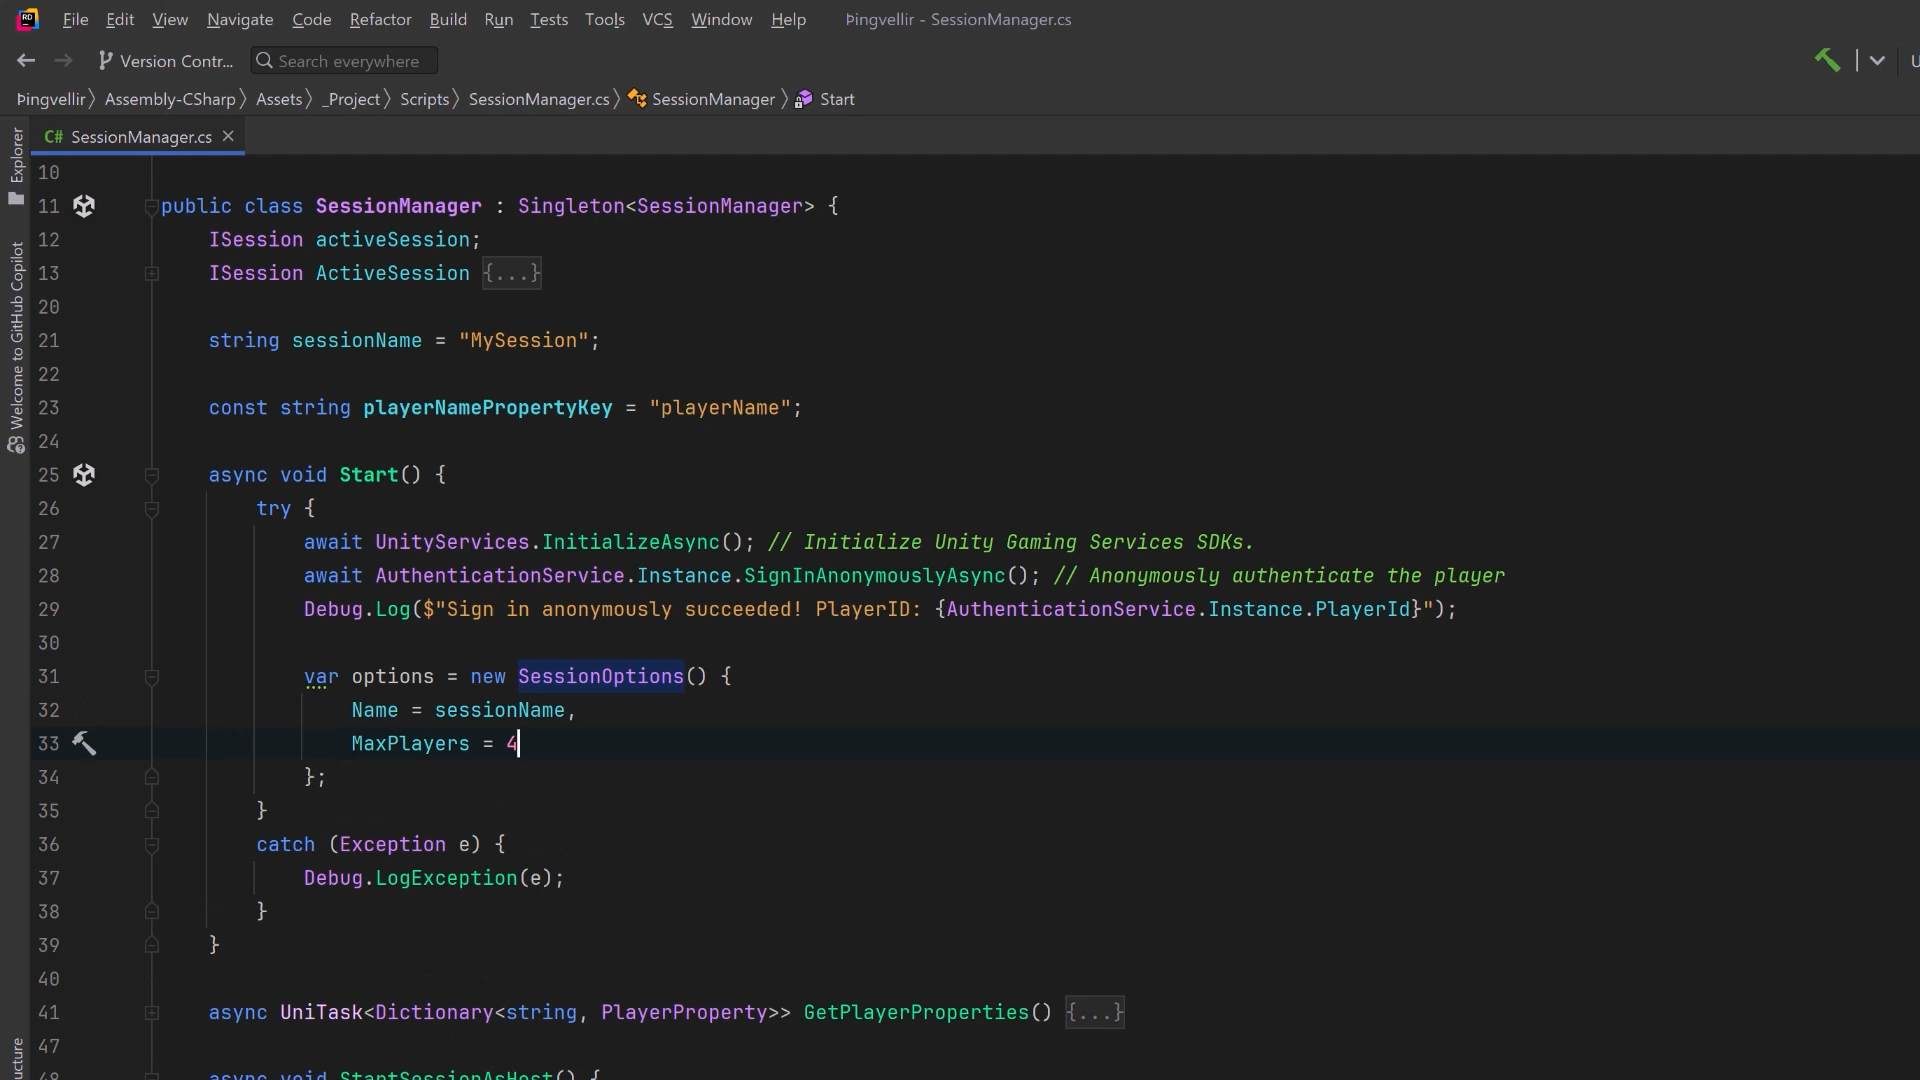 RD File Edit View Navigate Code Refactor Build Run Tests Tools VCS Window Help Þingvellir - SessionManager.cs
Version Contr... Search everywhere U
Þingvellir Assembly-CSharp Assets _Project Scripts SessionManager.cs SessionManager Start
C# SessionManager.cs
Explorer
Welcome to GitHub Copilot
ucture
10
11 public class SessionManager : Singleton<SessionManager> {
12 ISession activeSession;
13 ISession ActiveSession {...}
20
21 string sessionName = "MySession";
22
23 const string playerNamePropertyKey = "playerName";
24
25 async void Start() {
26 try {
27 await UnityServices.InitializeAsync(); // Initialize Unity Gaming Services SDKs.
28 await AuthenticationService.Instance.SignInAnonymouslyAsync(); // Anonymously authenticate the player
29 Debug.Log($"Sign in anonymously succeeded! PlayerID: {AuthenticationService.Instance.PlayerId}");
30
31 var options = new SessionOptions() {
32 Name = sessionName,
33 MaxPlayers = 4
34 };
35 }
36 catch (Exception e) {
37 Debug.LogException(e);
38 }
39 }
40
41 async UniTask<Dictionary<string, PlayerProperty>> GetPlayerProperties() {...}
47
48 async void StartSessionAsHost() {